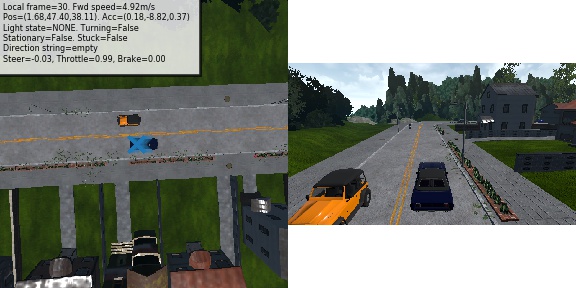 Local frame=30. Fwd speed=4.92m/s
Pos=(1.68,47.40,38.11). Acc=(0.18,-8.82,0.37)
Light state=NONE. Turning=False
Stationary=False. Stuck=False
Direction string=empty
Steer=-0.03, Throttle=0.99, Brake=0.00